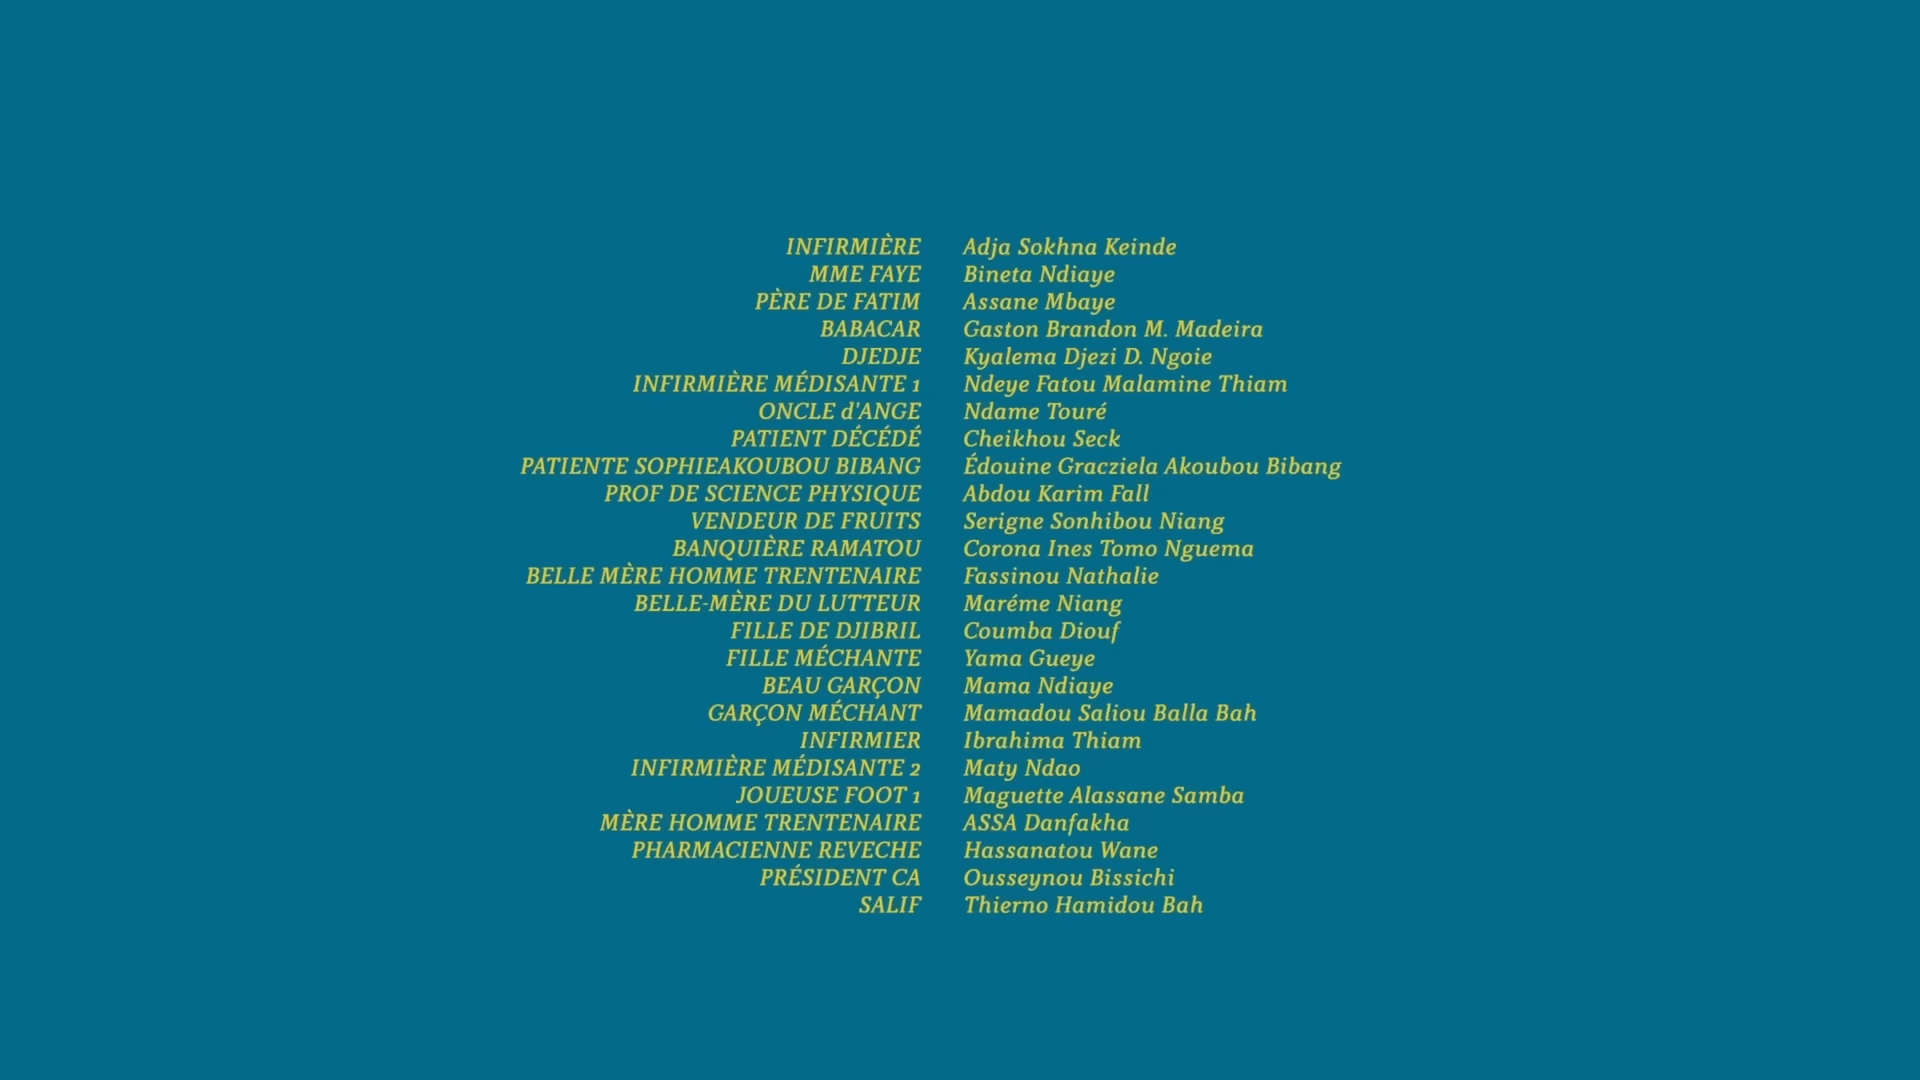 INFIRMIÈRE Adja Sokhna Keinde
MME FAYE Bineta Ndiaye
PÈRE DE FATIM Assane Mbaye
BABACAR Gaston Brandon M. Madeira
DJEDJE Kyalema Djezi D. Ngoie
INFIRMIÈRE MÉDISANTE 1 Ndeye Fatou Malamine Thiam
ONCLE d'ANGE Ndame Touré
PATIENT DÉCÉDÉ Cheikhou Seck
PATIENTE SOPHIEAKOUBOU BIBANG Édouine Gracziela Akoubou Bibang
PROF DE SCIENCE PHYSIQUE Abdou Karim Fall
VENDEUR DE FRUITS Serigne Sonhibou Niang
BANQUIÈRE RAMATOU Corona Ines Tomo Nguema
BELLE MÈRE HOMME TRENTENAIRE Fassinou Nathalie
BELLE-MÈRE DU LUTTEUR Maréme Niang
FILLE DE DJIBRIL Coumba Diouf
FILLE MÉCHANTE Yama Gueye
BEAU GARÇON Mama Ndiaye
GARÇON MÉCHANT Mamadou Saliou Balla Bah
INFIRMIER Ibrahima Thiam
INFIRMIÈRE MÉDISANTE 2 Maty Ndao
JOUEUSE FOOT 1 Maguette Alassane Samba
MÈRE HOMME TRENTENAIRE ASSA Danfakha
PHARMACIENNE REVECHE Hassanatou Wane
PRÉSIDENT CA Ousseynou Bissichi
SALIF Thierno Hamidou Bah